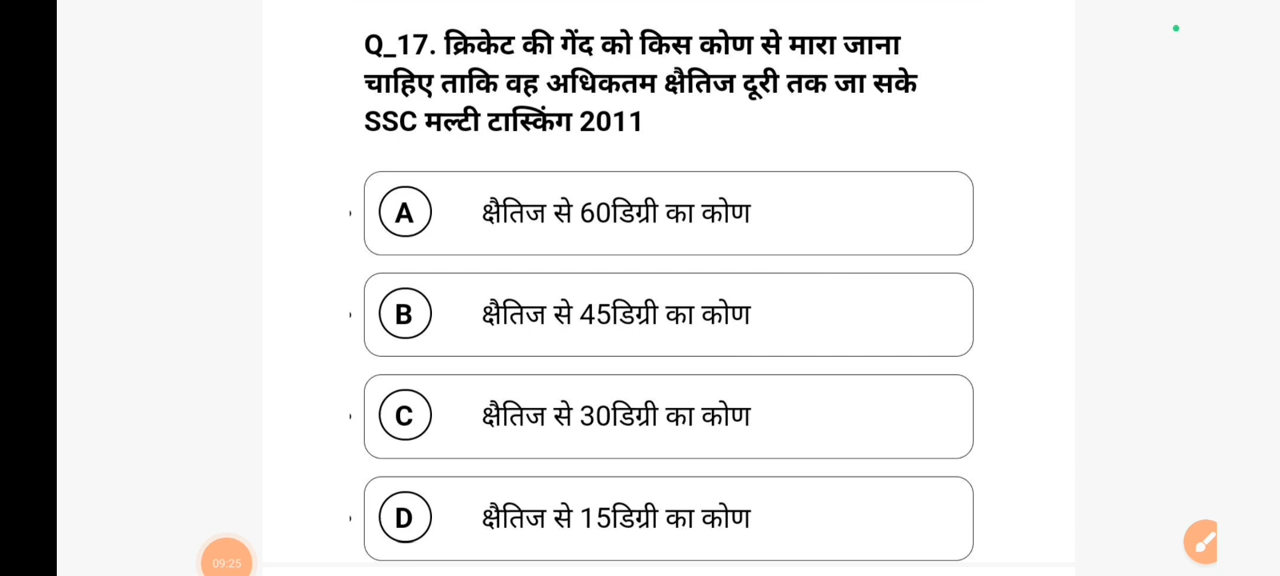 Q_17. क्रिकेट की गेंद को किस कोण से मारा जाना
चाहिए ताकि वह अधिकतम क्षैतिज दूरी तक जा सके
SSC मल्टी टास्किंग 2011
A क्षैतिज से 60डिग्री का कोण
B क्षैतिज से 45डिग्री का कोण
C क्षैतिज से 30डिग्री का कोण
D क्षैतिज से 15डिग्री का कोण
09:25